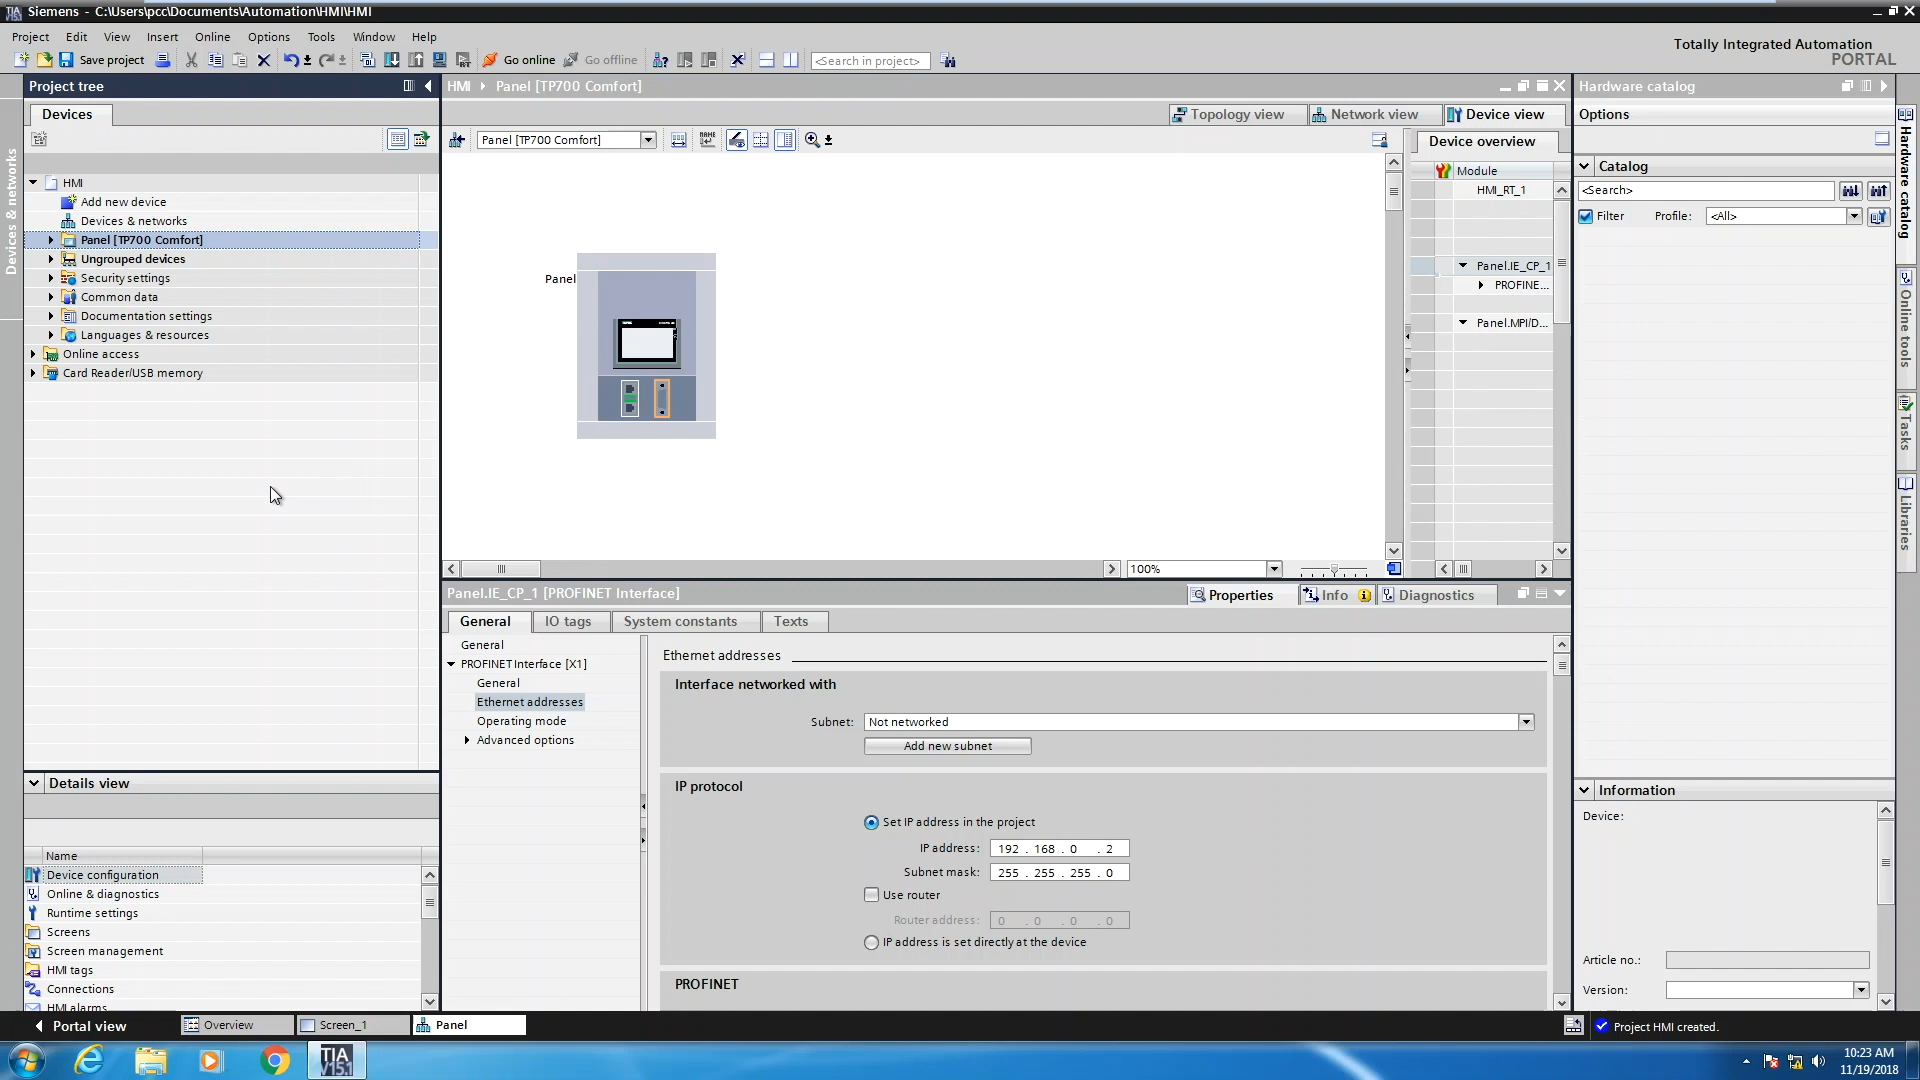 Siemens - C:\Users\pcc\Documents\Automation\HMI\HMI
Project Edit View Insert Online Options Tools Window Help
Totally Integrated Automation
PORTAL
Save project
Go online
Go offline
<Search in project>
Project tree
HMI
Panel [TP700 Comfort]
Hardware catalog
Devices
Topology view
Network view
Device view
Options
Panel [TP700 Comfort]
Device overview
Catalog
<Search>
Filter
Profile:
<All>
Module
HMI_RT_1
Panel.IE_CP_1
PROFINE...
Panel.MPI/D...
HMI
Add new device
Devices & networks
Panel [TP700 Comfort]
Ungrouped devices
Security settings
Common data
Documentation settings
Languages & resources
Online access
Card Reader/USB memory
Panel
100%
Devices & networks
Hardware catalog
Online tools
Tasks
Libraries
Panel.IE_CP_1 [PROFINET Interface]
Properties
Info
Diagnostics
General
IO tags
System constants
Texts
General
PROFINET Interface [X1]
General
Ethernet addresses
Operating mode
Advanced options
Ethernet addresses
Interface networked with
Subnet:
Not networked
Add new subnet
IP protocol
Set IP address in the project
IP address:
192 . 168 . 0 . 2
Subnet mask:
255 . 255 . 255 . 0
Use router
Router address:
0 . 0 . 0 . 0
IP address is set directly at the device
PROFINET
Details view
Name
Device configuration
Online & diagnostics
Runtime settings
Screens
Screen management
HMI tags
Connections
HMI alarms
Information
Device:
Article no.:
Version:
Portal view
Overview
Screen_1
Panel
Project HMI created.
TIA
V15.1
10:23 AM
11/19/2018